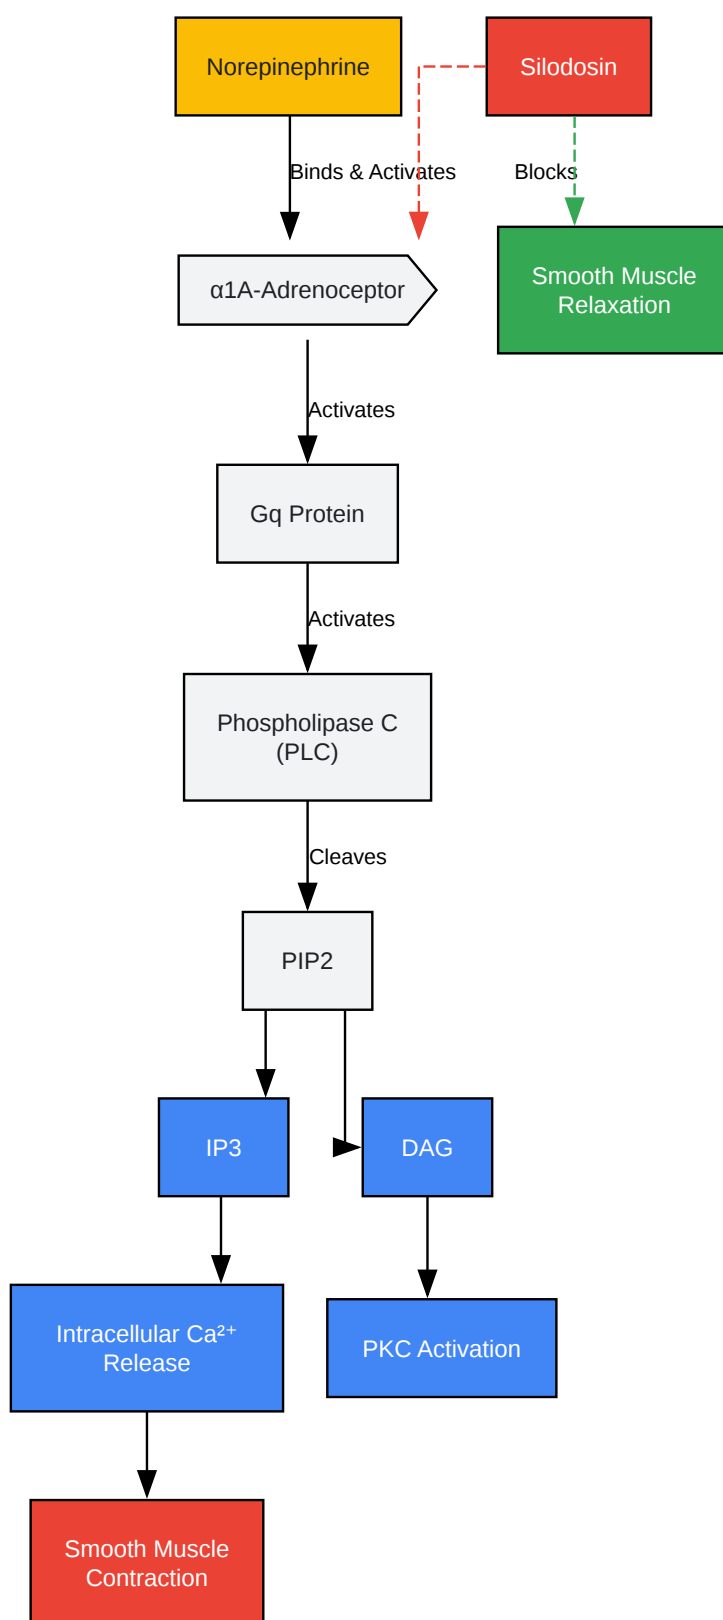 Norepinephrine
Silodosin
Binds & Activates
Blocks
α1A-Adrenoceptor
Smooth Muscle
Relaxation
Activates
Gq Protein
Activates
Phospholipase C
(PLC)
Cleaves
PIP2
IP3
DAG
Intracellular Ca²⁺
Release
PKC Activation
Smooth Muscle
Contraction